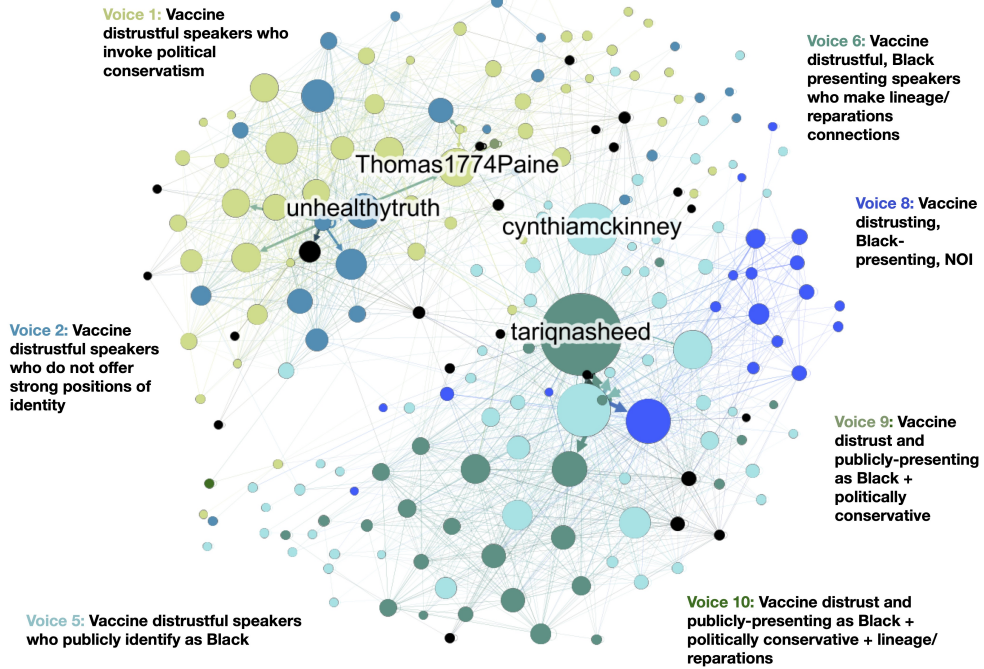 Voice 1: Vaccine
distrustful speakers who
invoke political
conservatism
Voice 6: Vaccine
distrustful, Black
presenting speakers
who make lineage/
reparations
connections
Thomas1774Paine
unhealthytruth
cynthiamckinney
Voice 8: Vaccine
distrusting,
Black-
presenting, NOI
tariqnasheed
Voice 2: Vaccine
distrustful speakers
who do not offer
strong positions of
identity
Voice 9: Vaccine
distrust and
publicly-presenting
as Black +
politically
conservative
Voice 5: Vaccine distrustful speakers
who publicly identify as Black
Voice 10: Vaccine distrust and
publicly-presenting as Black +
politically conservative + lineage/
reparations